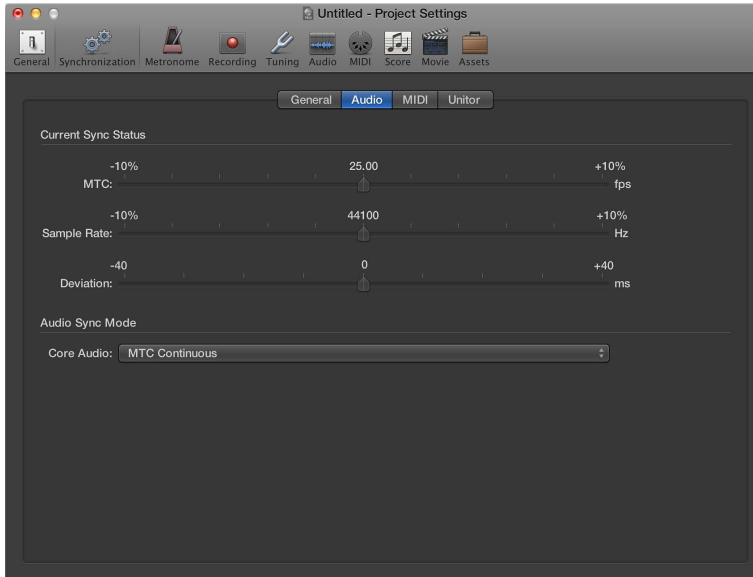 Untitled - Project Settings
General Synchronization Metronome Recording Tuning Audio MIDI Score Movie Assets
General Audio MIDI Unitor
Current Sync Status
-10% 25.00 +10%
MTC: fps
-10% 44100 +10%
Sample Rate: Hz
-40 0 +40
Deviation: ms
Audio Sync Mode
Core Audio: MTC Continuous